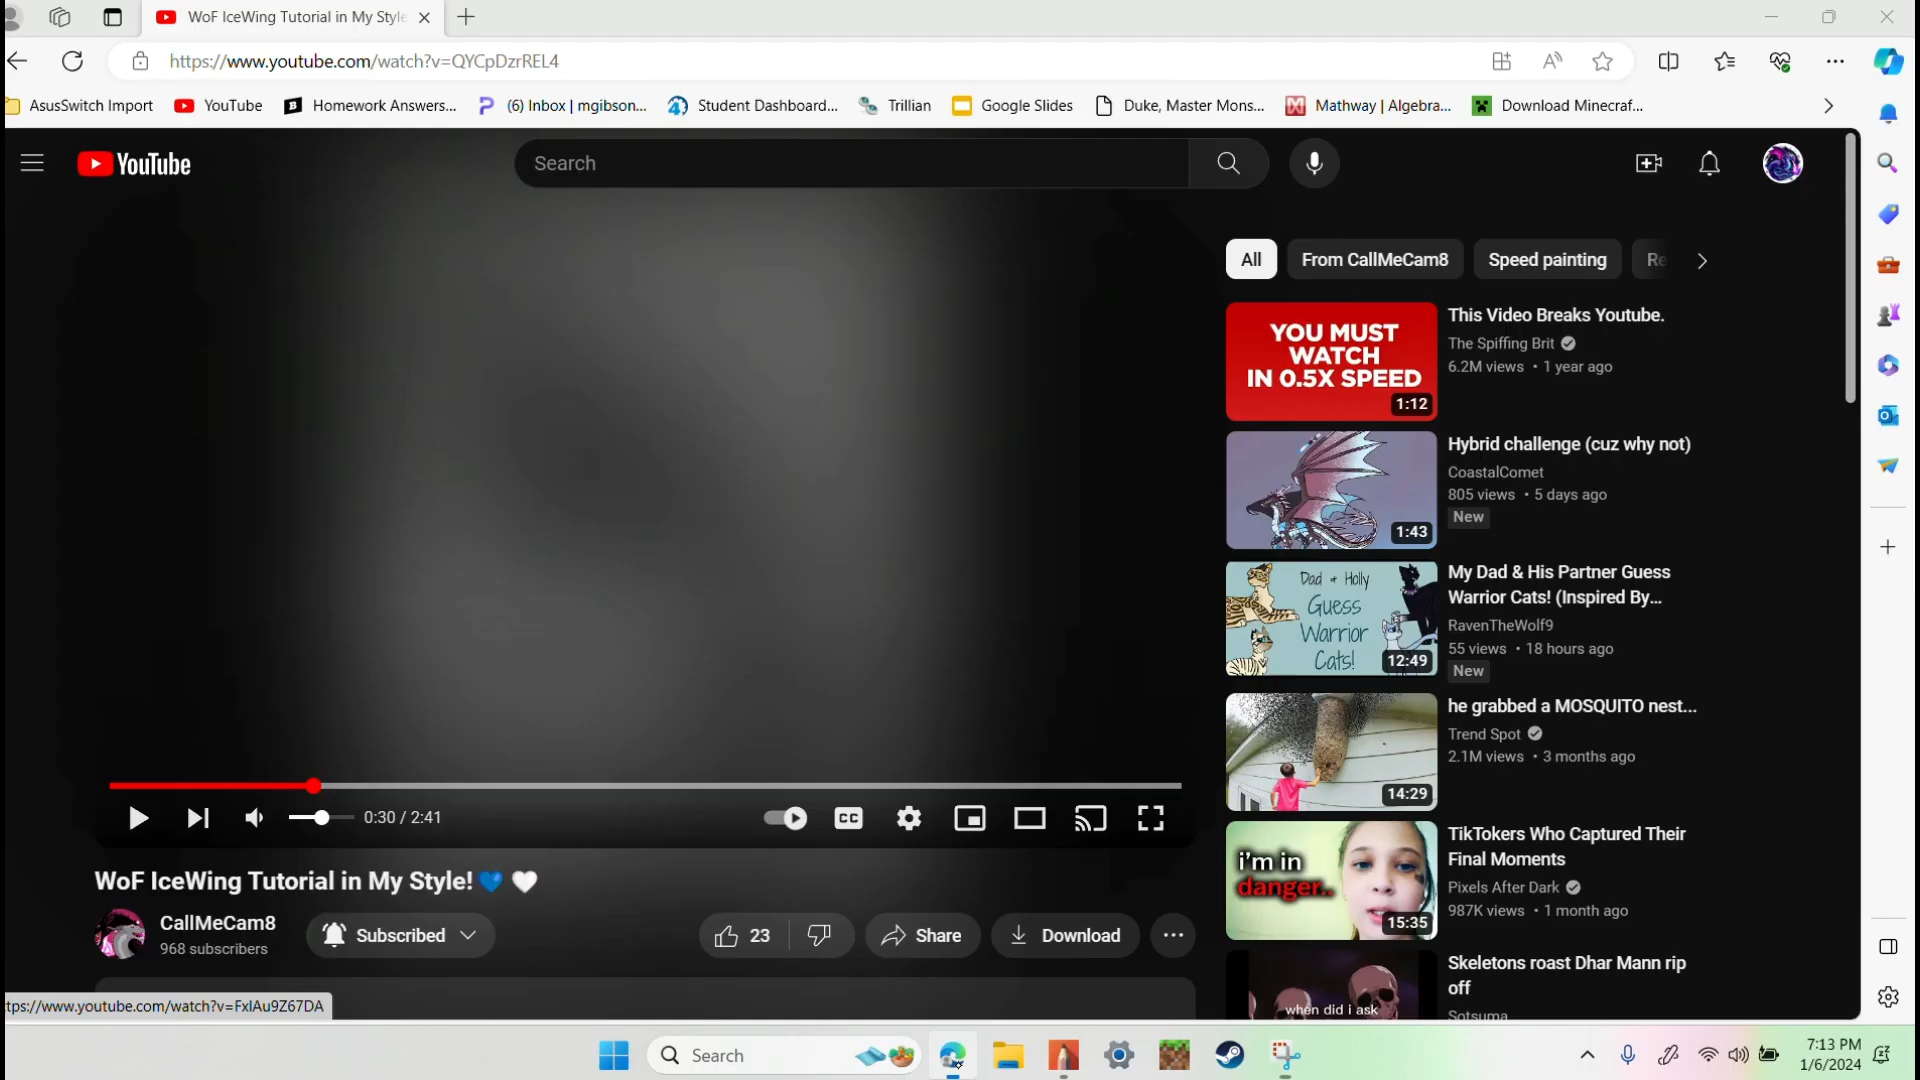 WoF IceWing Tutorial in My Style
https://www.youtube.com/watch?v=QYCpDzrREL4
AsusSwitch Import
YouTube
Homework Answers...
(6) Inbox | mgibson...
Student Dashboard...
Trillian
Google Slides
Duke, Master Mons...
Mathway | Algebra...
Download Minecraf...
YouTube
Search
All
From CallMeCam8
Speed painting
Re
YOU MUST
WATCH
IN 0.5X SPEED
1:12
This Video Breaks Youtube.
The Spiffing Brit
6.2M views • 1 year ago
1:43
Hybrid challenge (cuz why not)
CoastalComet
805 views • 5 days ago
New
Dad + Holly
Guess
Warrior
Cats!
12:49
My Dad & His Partner Guess
Warrior Cats! (Inspired By...
RavenTheWolf9
55 views • 18 hours ago
New
14:29
he grabbed a MOSQUITO nest...
Trend Spot
2.1M views • 3 months ago
i'm in
danger..
15:35
TikTokers Who Captured Their
Final Moments
Pixels After Dark
987K views • 1 month ago
when did i ask
Skeletons roast Dhar Mann rip
off
Sotsuma
0:30 / 2:41
CC
WoF IceWing Tutorial in My Style! 💙 🤍
CallMeCam8
968 subscribers
Subscribed
23
Share
Download
tps://www.youtube.com/watch?v=FxlAu9Z67DA
Search
7:13 PM
1/6/2024